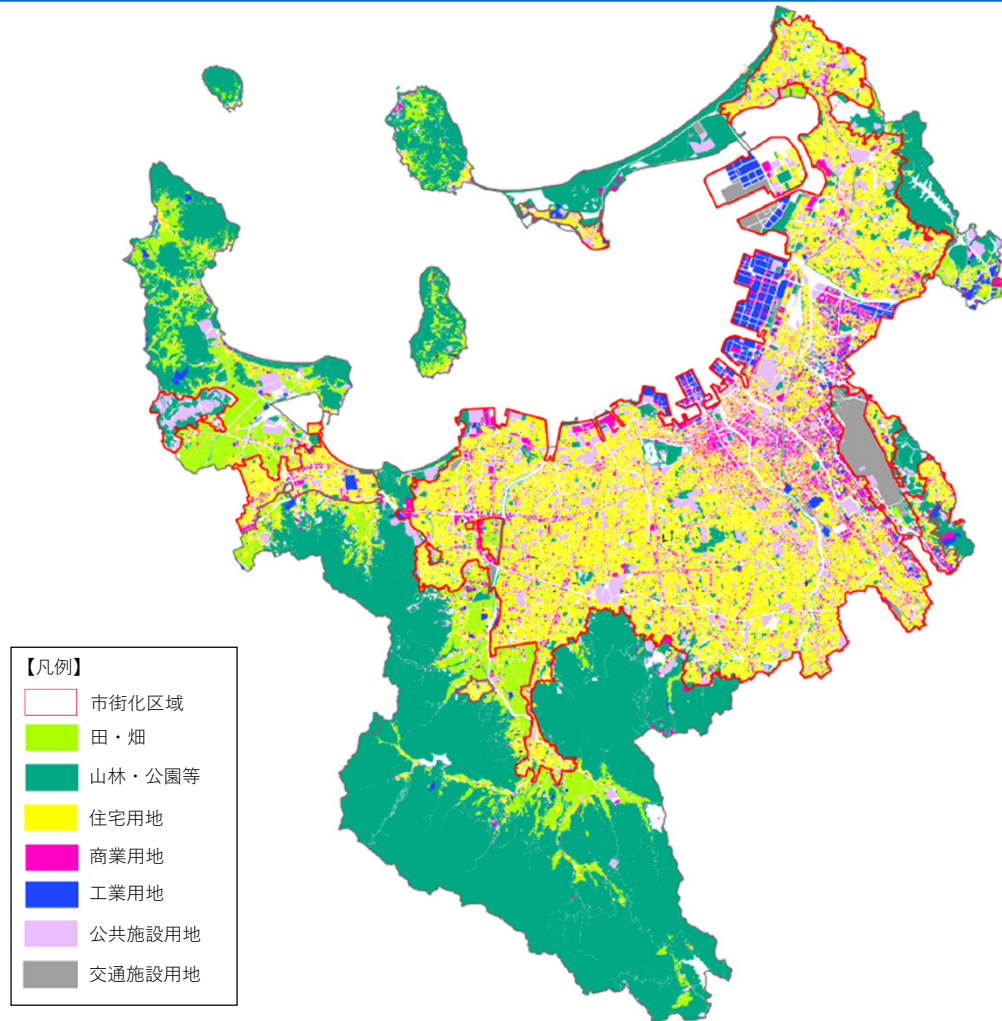 【凡例】
市街化区域
田・畑
山林・公園等
住宅用地
商業用地
工業用地
公共施設用地
交通施設用地